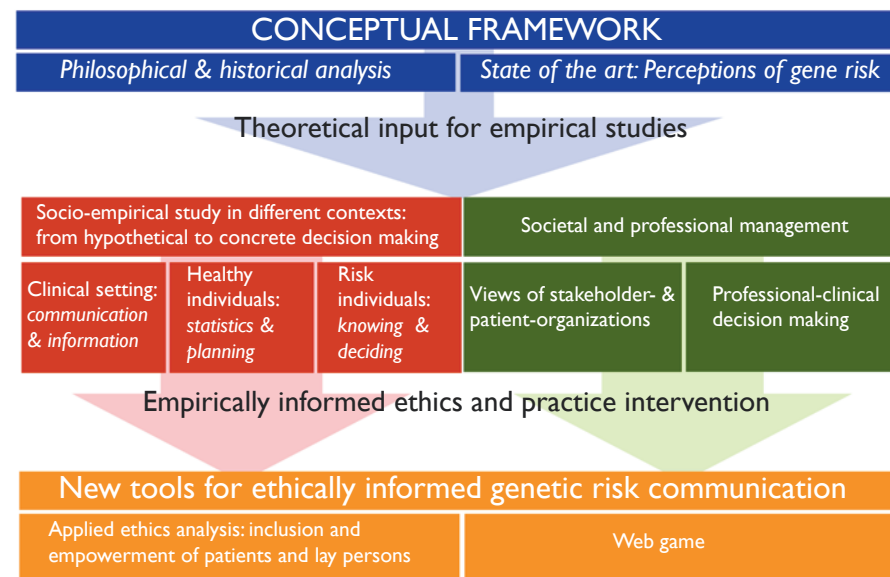 CONCEPTUAL FRAMEWORK
Philosophical & historical analysis
State of the art: Perceptions of gene risk
Theoretical input for empirical studies
Socio-empirical study in different contexts:
from hypothetical to concrete decision making
Societal and professional management
Clinical setting:
communication
& information
Healthy
individuals:
statistics &
planning
Risk
individuals:
knowing &
deciding
Views of stakeholder- &
patient-organizations
Professional-clinical
decision making
Empirically informed ethics and practice intervention
New tools for ethically informed genetic risk communication
Applied ethics analysis: inclusion and
empowerment of patients and lay persons
Web game